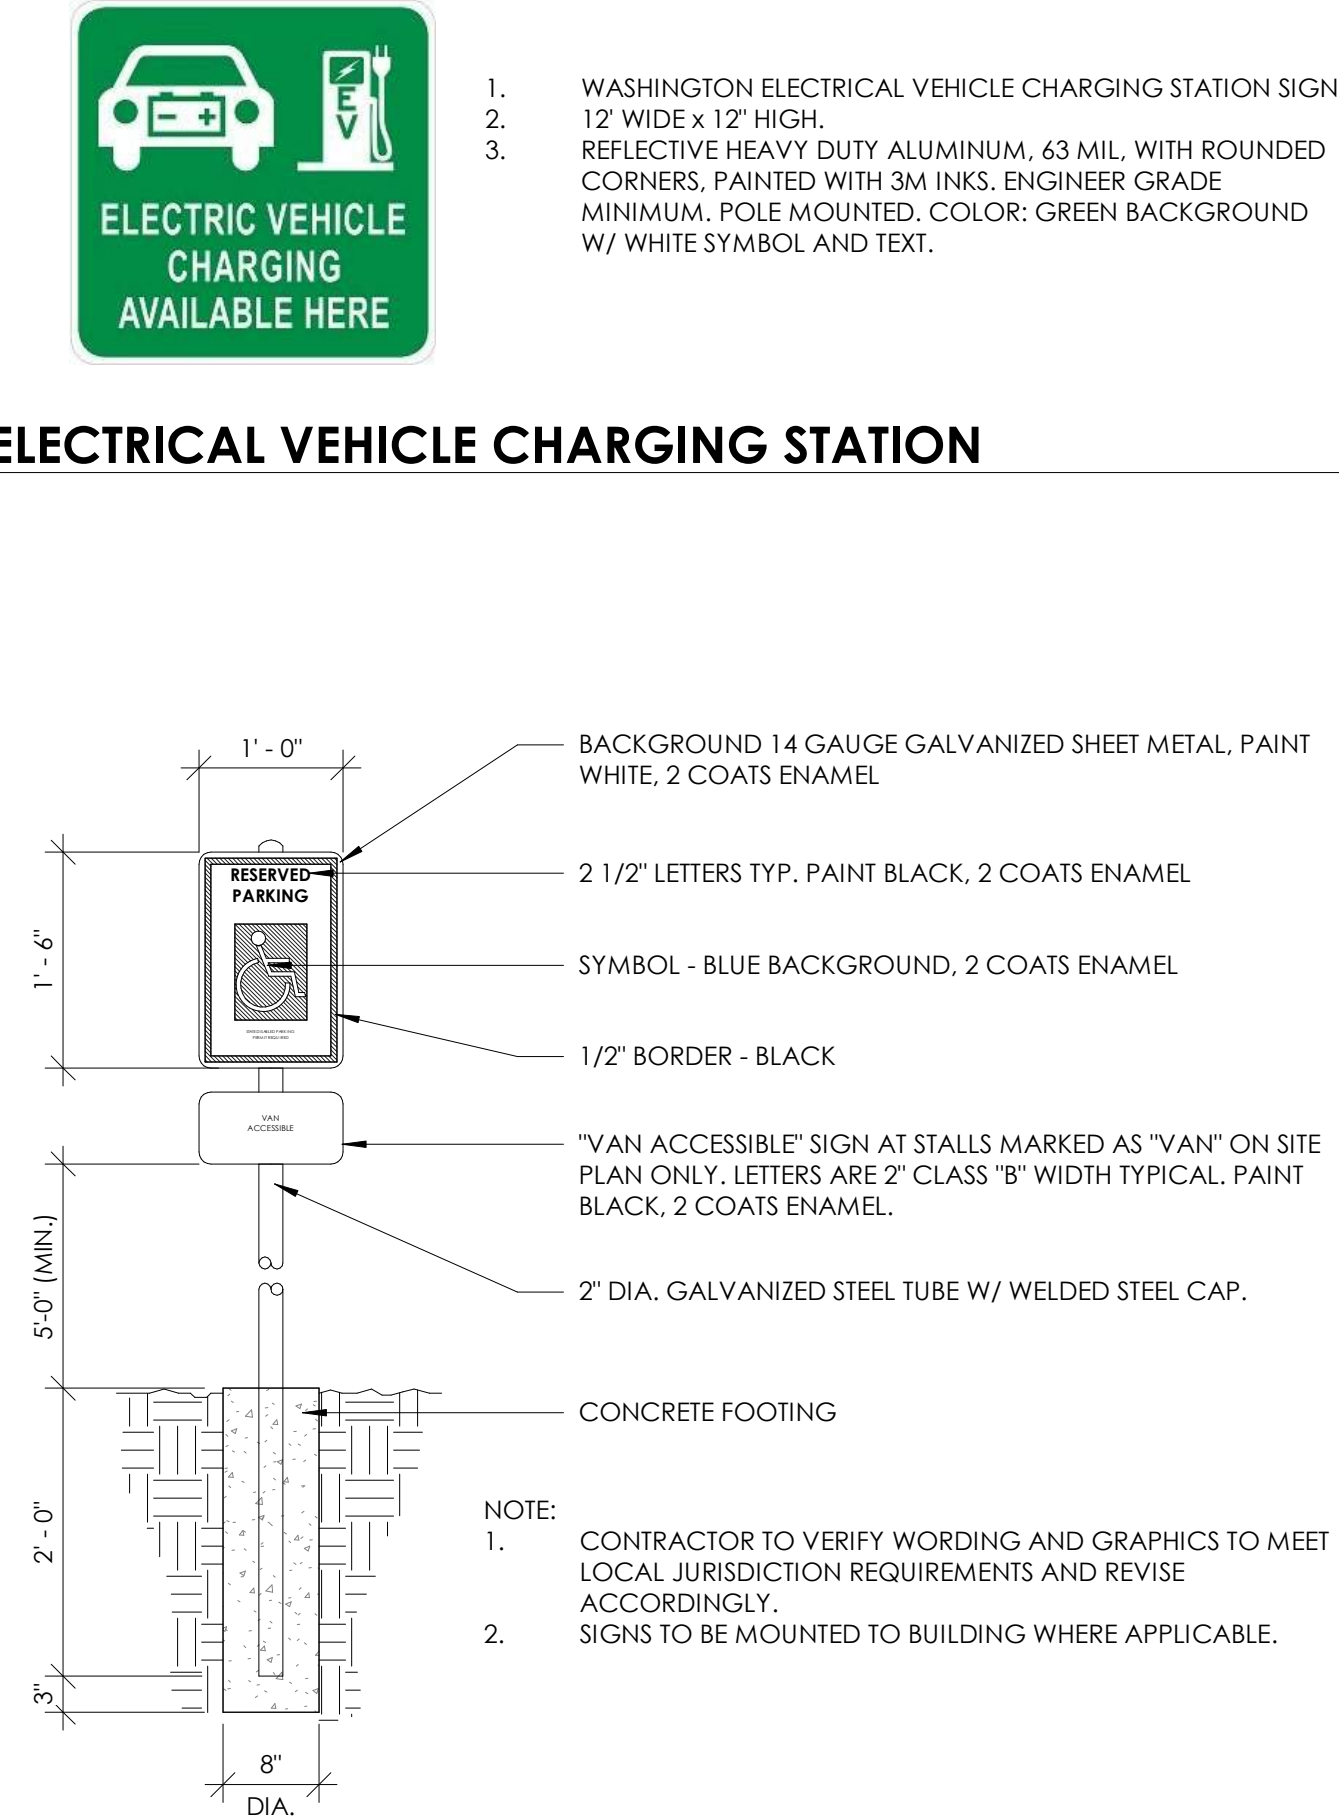 EV
ELECTRIC VEHICLE
CHARGING
AVAILABLE HERE
1. WASHINGTON ELECTRICAL VEHICLE CHARGING STATION SIGN
2. 12' WIDE x 12" HIGH.
3. REFLECTIVE HEAVY DUTY ALUMINUM, 63 MIL, WITH ROUNDED
CORNERS, PAINTED WITH 3M INKS. ENGINEER GRADE
MINIMUM. POLE MOUNTED. COLOR: GREEN BACKGROUND
W/ WHITE SYMBOL AND TEXT.
ELECTRICAL VEHICLE CHARGING STATION
1' - 0"
BACKGROUND 14 GAUGE GALVANIZED SHEET METAL, PAINT
WHITE, 2 COATS ENAMEL
RESERVED
PARKING
2 1/2" LETTERS TYP. PAINT BLACK, 2 COATS ENAMEL
1' - 6"
SYMBOL - BLUE BACKGROUND, 2 COATS ENAMEL
STATE DISABLED PARKING
PERMIT REQUIRED
1/2" BORDER - BLACK
VAN
ACCESSIBLE
"VAN ACCESSIBLE" SIGN AT STALLS MARKED AS "VAN" ON SITE
PLAN ONLY. LETTERS ARE 2" CLASS "B" WIDTH TYPICAL. PAINT
BLACK, 2 COATS ENAMEL.
5'-0" (MIN.)
2" DIA. GALVANIZED STEEL TUBE W/ WELDED STEEL CAP.
CONCRETE FOOTING
2' - 0"
NOTE:
1. CONTRACTOR TO VERIFY WORDING AND GRAPHICS TO MEET
LOCAL JURISDICTION REQUIREMENTS AND REVISE
ACCORDINGLY.
2. SIGNS TO BE MOUNTED TO BUILDING WHERE APPLICABLE.
3"
8"
DIA.